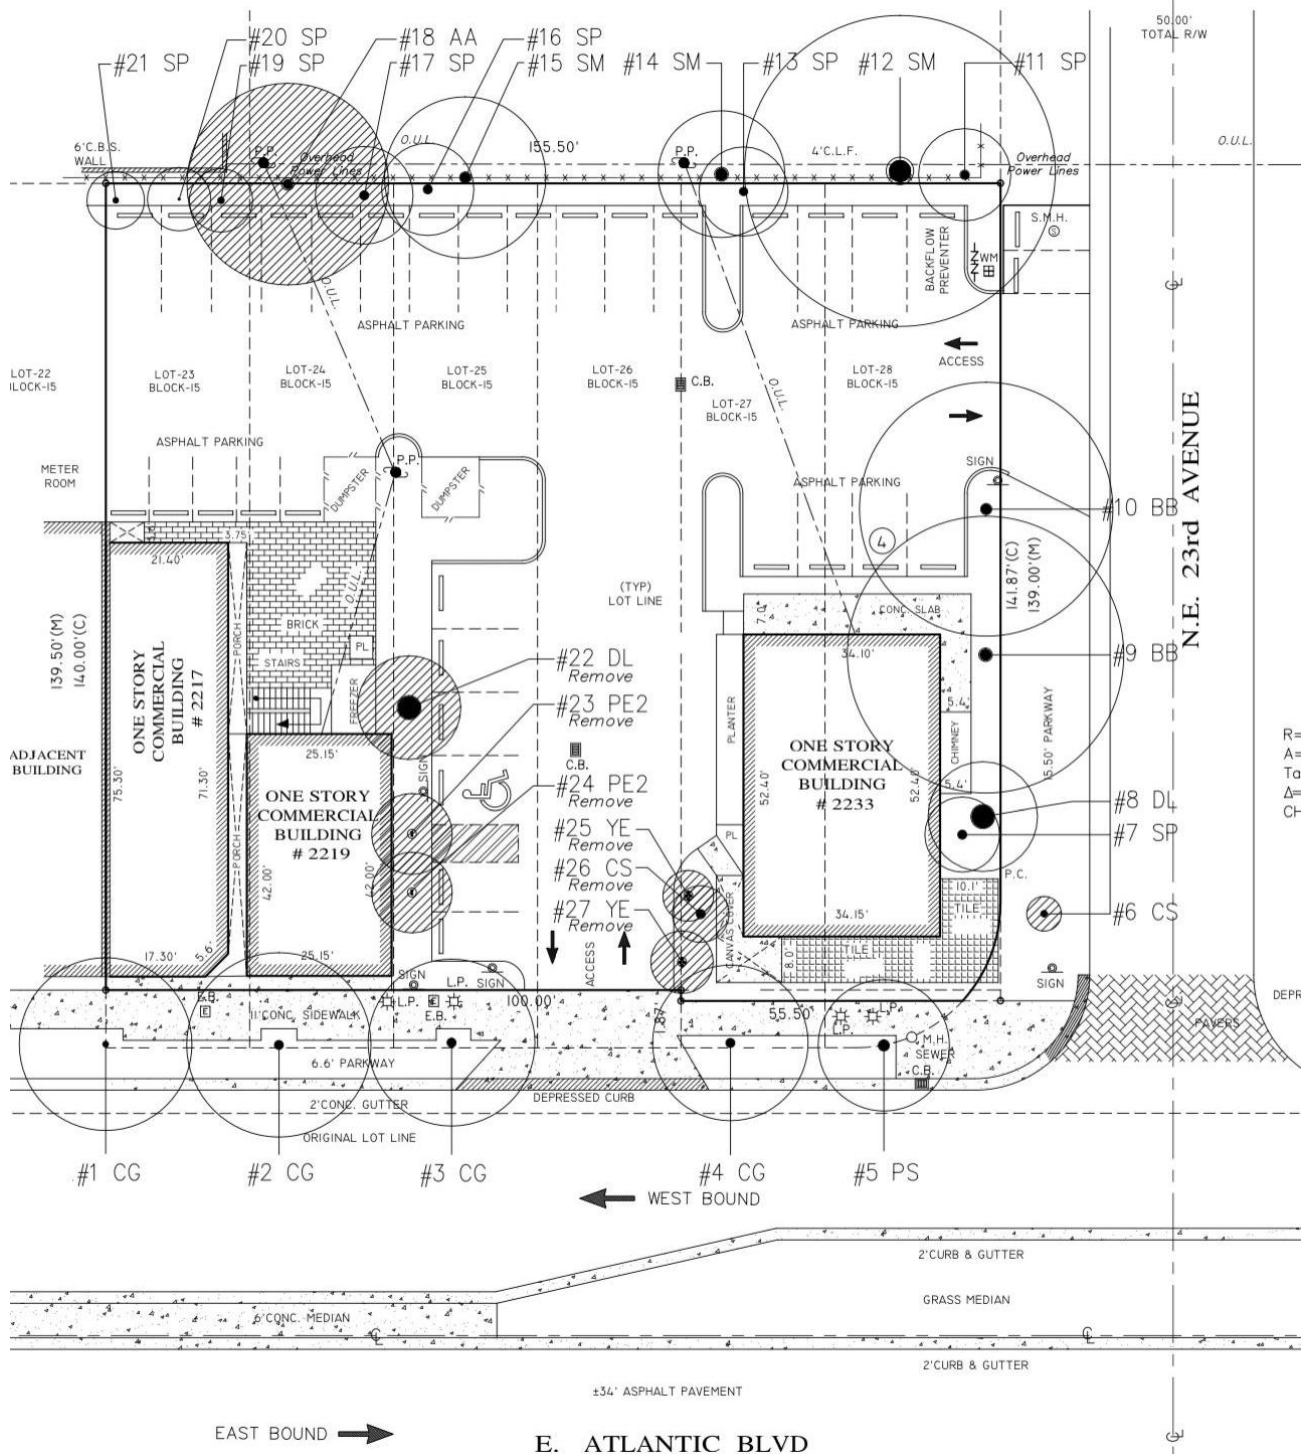 50.00'
TOTAL R/W
#21 SP
#20 SP
#19 SP
#18 AA
#17 SP
#16 SP
#15 SM
#14 SM
#13 SP
#12 SM
#11 SP
6'C.B.S.
WALL
P.P.
Overhead
Power Lines
O.U.L.
155.50'
P.P.
4'C.L.F.
Overhead
Power Lines
O.U.L.
S.M.H.
S
WM
BACKFLOW
PREVENTER
O.U.L.
ASPHALT PARKING
ASPHALT PARKING
ACCESS
LOT-22
BLOCK-15
LOT-23
BLOCK-15
LOT-24
BLOCK-15
LOT-25
BLOCK-15
LOT-26
BLOCK-15
C.B.
LOT-27
BLOCK-15
LOT-28
BLOCK-15
O.U.L.
N.E. 23rd AVENUE
ASPHALT PARKING
METER
ROOM
P.P.
DUMPSTER
DUMPSTER
SIGN
ASPHALT PARKING
#10 BB
4
3.75
21.40'
O.U.L.
BRICK
PORCH
STAIRS
PL
FREEZER
(TYP)
LOT LINE
CONC. SLAB
7.0'
34.10'
141.87'(C)
139.00'(M)
#9 BB
139.50'(M)
140.00'(C)
ONE STORY
COMMERCIAL
BUILDING
# 2217
75.30'
71.30'
#22 DL
Remove
#23 PE2
Remove
#24 PE2
Remove
#25 YE
Remove
#26 CS
Remove
#27 YE
Remove
ADJACENT
BUILDING
25.15'
ONE STORY
COMMERCIAL
BUILDING
# 2219
42.00'
42.00'
25.15'
PORCH
SIGN
C.B.
PLANTER
5.4'
CHIMNEY
5.4'
15.50' PARKWAY
52.40'
52.40'
ONE STORY
COMMERCIAL
BUILDING
# 2233
R=
A=
Ta
Δ=
CH
#8 DL
#7 SP
PL
P.C.
10.1'
TILE
#6 CS
34.15'
CANVAS COVER
8.0'
TILE
17.30'
5.6'
ACCESS
SIGN
SIGN
L.P.
L.P.
E.B.
E
E
E.B.
100.00'
1.87'
55.50'
L.P.
L.P.
SIGN
DEPR
PAVERS
11'CONC. SIDEWALK
6.6' PARKWAY
M.H.
SEWER
C.B.
2'CONC. GUTTER
DEPRESSED CURB
ORIGINAL LOT LINE
#1 CG
#2 CG
#3 CG
#4 CG
#5 PS
WEST BOUND
2'CURB & GUTTER
GRASS MEDIAN
6'CONC. MEDIAN
2'CURB & GUTTER
±34' ASPHALT PAVEMENT
EAST BOUND
E. ATLANTIC BLVD